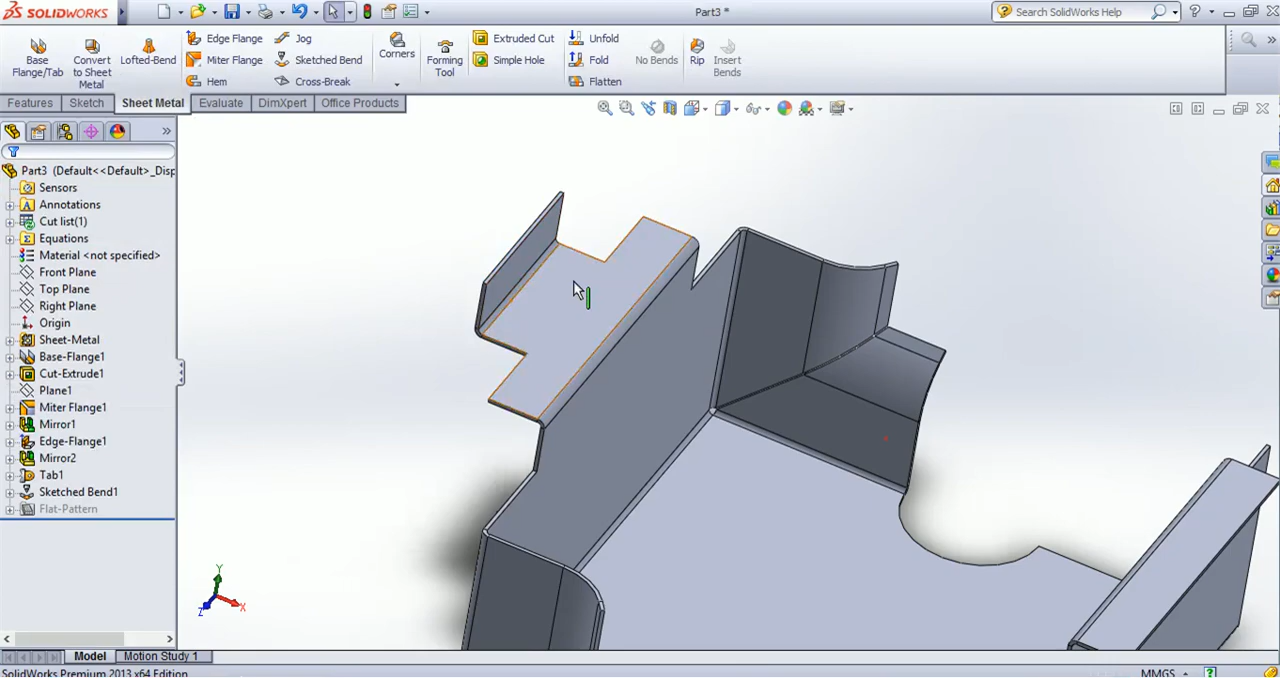 SOLIDWORKS
Part3 *
Search SolidWorks Help
Base Flange/Tab
Convert to Sheet Metal
Lofted-Bend
Edge Flange
Miter Flange
Hem
Jog
Sketched Bend
Cross-Break
Corners
Forming Tool
Extruded Cut
Simple Hole
Unfold
Fold
Flatten
No Bends
Rip
Insert Bends
Features
Sketch
Sheet Metal
Evaluate
DimXpert
Office Products
Part3 (Default<<Default>_Disp
Sensors
Annotations
Cut list(1)
Equations
Material <not specified>
Front Plane
Top Plane
Right Plane
Origin
Sheet-Metal
Base-Flange1
Cut-Extrude1
Plane1
Miter Flange1
Mirror1
Edge-Flange1
Mirror2
Tab1
Sketched Bend1
Flat-Pattern
Y
X
Z
Model
Motion Study 1
SolidWorks Premium 2013 x64 Edition
MMGS